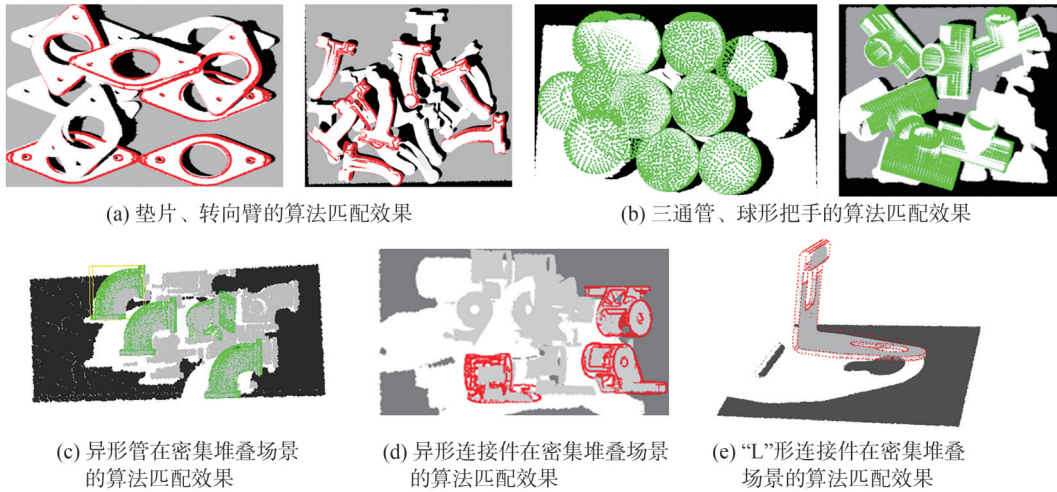 (a) 垫片、转向臂的算法匹配效果
(b) 三通管、球形把手的算法匹配效果
(c) 异形管在密集堆叠场景
的算法匹配效果
(d) 异形连接件在密集堆叠场景
的算法匹配效果
(e) “L”形连接件在密集堆叠
场景的算法匹配效果